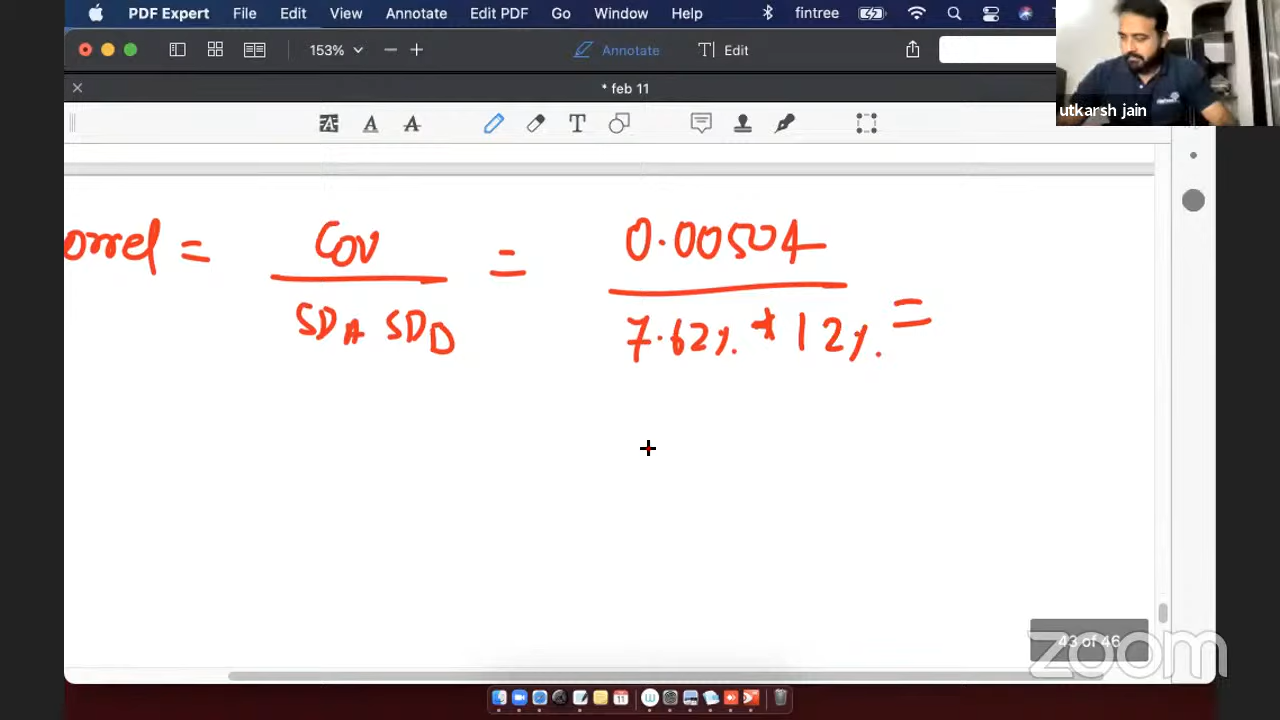 PDF Expert File Edit View Annotate Edit PDF Go Window Help fintree
153% Annotate T Edit
* feb 11
utkarsh jain
A A A T
orrel = COV / SDA SDD = 0.00504 / 7.62% * 12% =
43 of 46
zoom
11